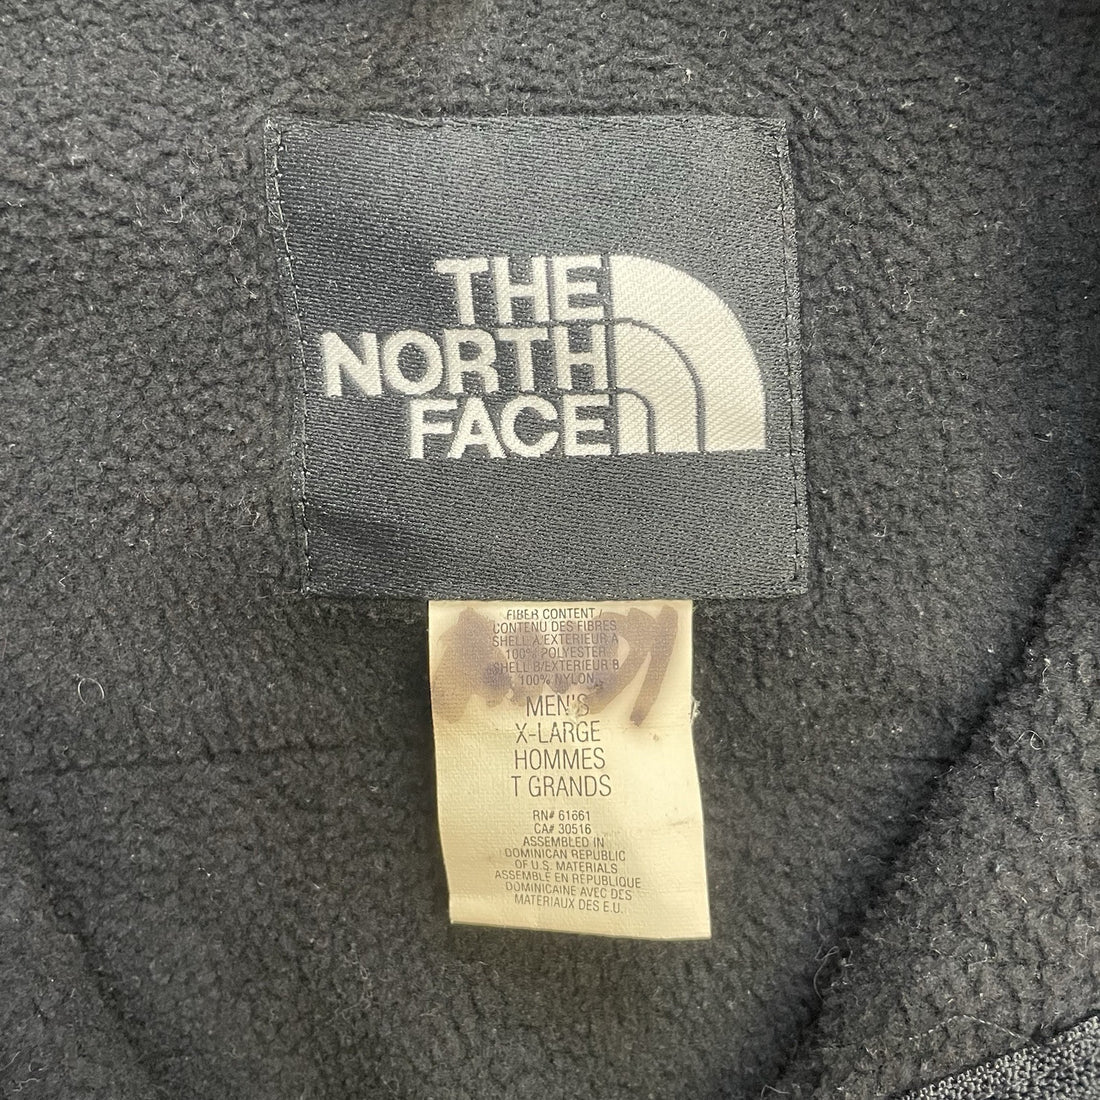 THE
NORTH
FACE
FIBER CONTENT/
CONTENU DES FIBRES
SHELL A/EXTERIEUR A
100% POLYESTER
SHELL B/EXTERIEUR B
100% NYLON
MEN'S
X-LARGE
HOMMES
T GRANDS
RN# 61661
CA# 30516
ASSEMBLED IN
DOMINICAN REPUBLIC
OF U.S. MATERIALS
ASSEMBLE EN RÉPUBLIQUE
DOMINICAINE AVEC DES
MATERIAUX DES E.U.